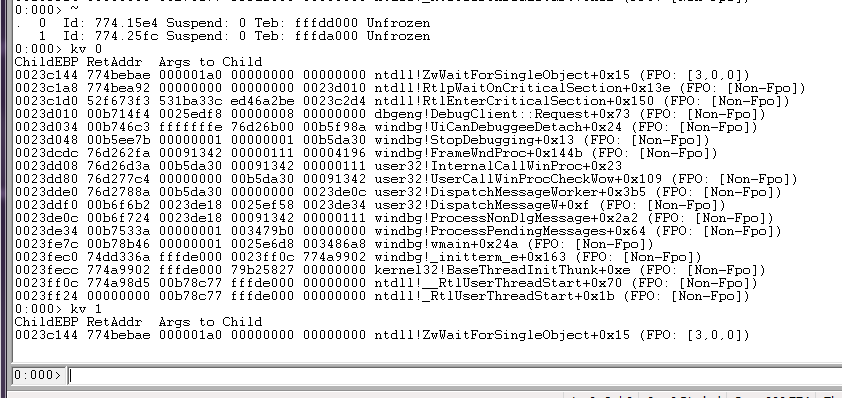 0:000> ~
.  0  Id: 774.15e4 Suspend: 0 Teb: fffdd000 Unfrozen
   1  Id: 774.25fc Suspend: 0 Teb: fffda000 Unfrozen
0:000> kv 0
ChildEBP RetAddr  Args to Child
0023c144 774bebae 000001a0 00000000 00000000 ntdll!ZwWaitForSingleObject+0x15 (FPO: [3,0,0])
0023c1a8 774bea92 00000000 00000000 0023d010 ntdll!RtlpWaitOnCriticalSection+0x13e (FPO: [Non-Fpo])
0023c1d0 52f673f3 531ba33c ed46a2be 0023c2d4 ntdll!RtlEnterCriticalSection+0x150 (FPO: [Non-Fpo])
0023d010 00b714f4 0025edf8 00000008 00000000 dbgeng!DebugClient::Request+0x73 (FPO: [Non-Fpo])
0023d034 00b746c3 fffffffe 76d26b00 00b5f98a windbg!UiCanDebuggeeDetach+0x24 (FPO: [Non-Fpo])
0023d048 00b5ee7b 00000001 00000001 00b5da30 windbg!StopDebugging+0x13 (FPO: [Non-Fpo])
0023dcdc 76d262fa 00091342 00000111 00004196 windbg!FrameWndProc+0x144b (FPO: [Non-Fpo])
0023dd08 76d26d3a 00b5da30 00091342 00000111 user32!InternalCallWinProc+0x23
0023dd80 76d277c4 00000000 00b5da30 00091342 user32!UserCallWinProcCheckWow+0x109 (FPO: [Non-Fpo])
0023dde0 76d2788a 00b5da30 00000000 0023de0c user32!DispatchMessageWorker+0x3b5 (FPO: [Non-Fpo])
0023ddf0 00b6f6b2 0023de18 0025ef58 0023de34 user32!DispatchMessageW+0xf (FPO: [Non-Fpo])
0023de0c 00b6f724 0023de18 00091342 00000111 windbg!ProcessNonDlgMessage+0x2a2 (FPO: [Non-Fpo])
0023de34 00b7533a 00000001 003479b0 00000000 windbg!ProcessPendingMessages+0x64 (FPO: [Non-Fpo])
0023fe7c 00b78b46 00000001 0025e6d8 003486a8 windbg!wmain+0x24a (FPO: [Non-Fpo])
0023fec0 74dd336a fffde000 0023ff0c 774a9902 windbg!_initterm_e+0x163 (FPO: [Non-Fpo])
0023fecc 774a9902 fffde000 79b25827 00000000 kernel32!BaseThreadInitThunk+0xe (FPO: [Non-Fpo])
0023ff0c 774a98d5 00b78c77 fffde000 00000000 ntdll!__RtlUserThreadStart+0x70 (FPO: [Non-Fpo])
0023ff24 00000000 00b78c77 fffde000 00000000 ntdll!_RtlUserThreadStart+0x1b (FPO: [Non-Fpo])
0:000> kv 1
ChildEBP RetAddr  Args to Child
0023c144 774bebae 000001a0 00000000 00000000 ntdll!ZwWaitForSingleObject+0x15 (FPO: [3,0,0])
0:000>